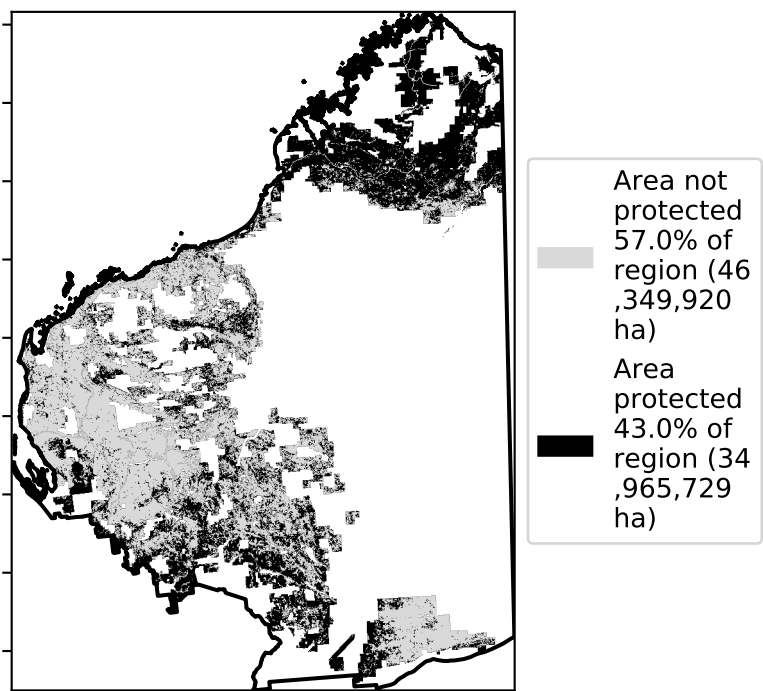 Area not
protected
57.0% of
region (46
,349,920
ha)
Area
protected
43.0% of
region (34
,965,729
ha)